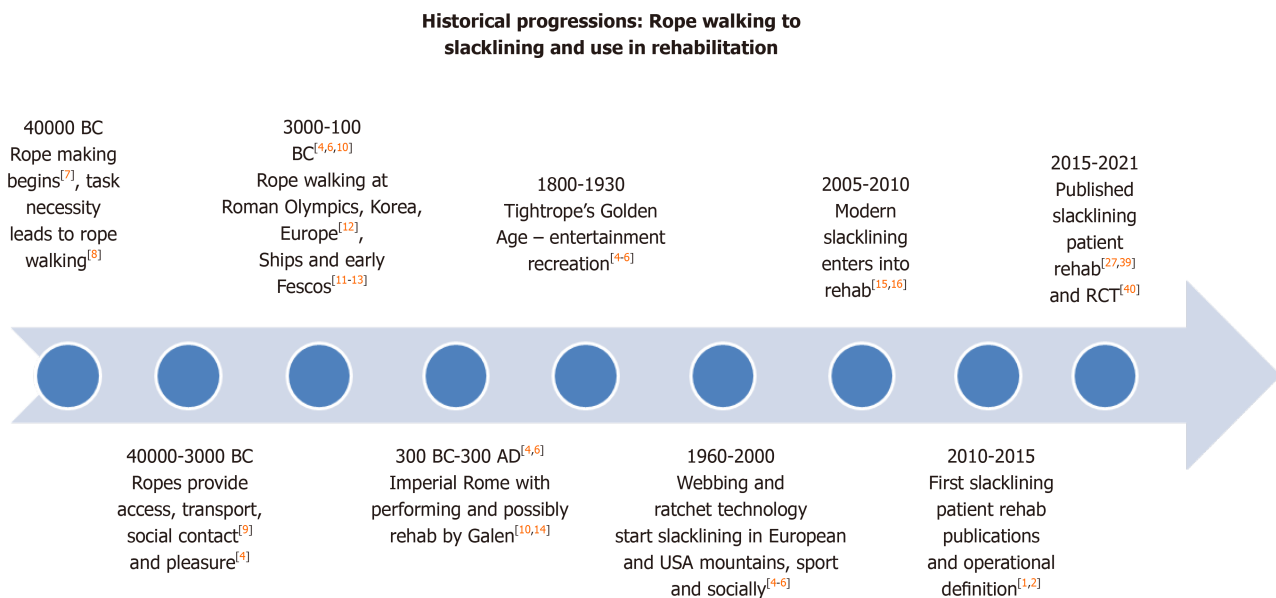 Historical progressions: Rope walking to
slacklining and use in rehabilitation
40000 BC
Rope making
begins[7], task
necessity
leads to rope
walking[8]
3000-100
BC[4,6,10]
Rope walking at
Roman Olympics, Korea,
Europe[12],
Ships and early
Fescos[11-13]
1800-1930
Tightrope’s Golden
Age – entertainment
recreation[4-6]
2005-2010
Modern
slacklining
enters into
rehab[15,16]
2015-2021
Published
slacklining
patient
rehab[27,39]
and RCT[40]
40000-3000 BC
Ropes provide
access, transport,
social contact[9]
and pleasure[4]
300 BC-300 AD[4,6]
Imperial Rome with
performing and possibly
rehab by Galen[10,14]
1960-2000
Webbing and
ratchet technology
start slacklining in European
and USA mountains, sport
and socially[4-6]
2010-2015
First slacklining
patient rehab
publications
and operational
definition[1,2]